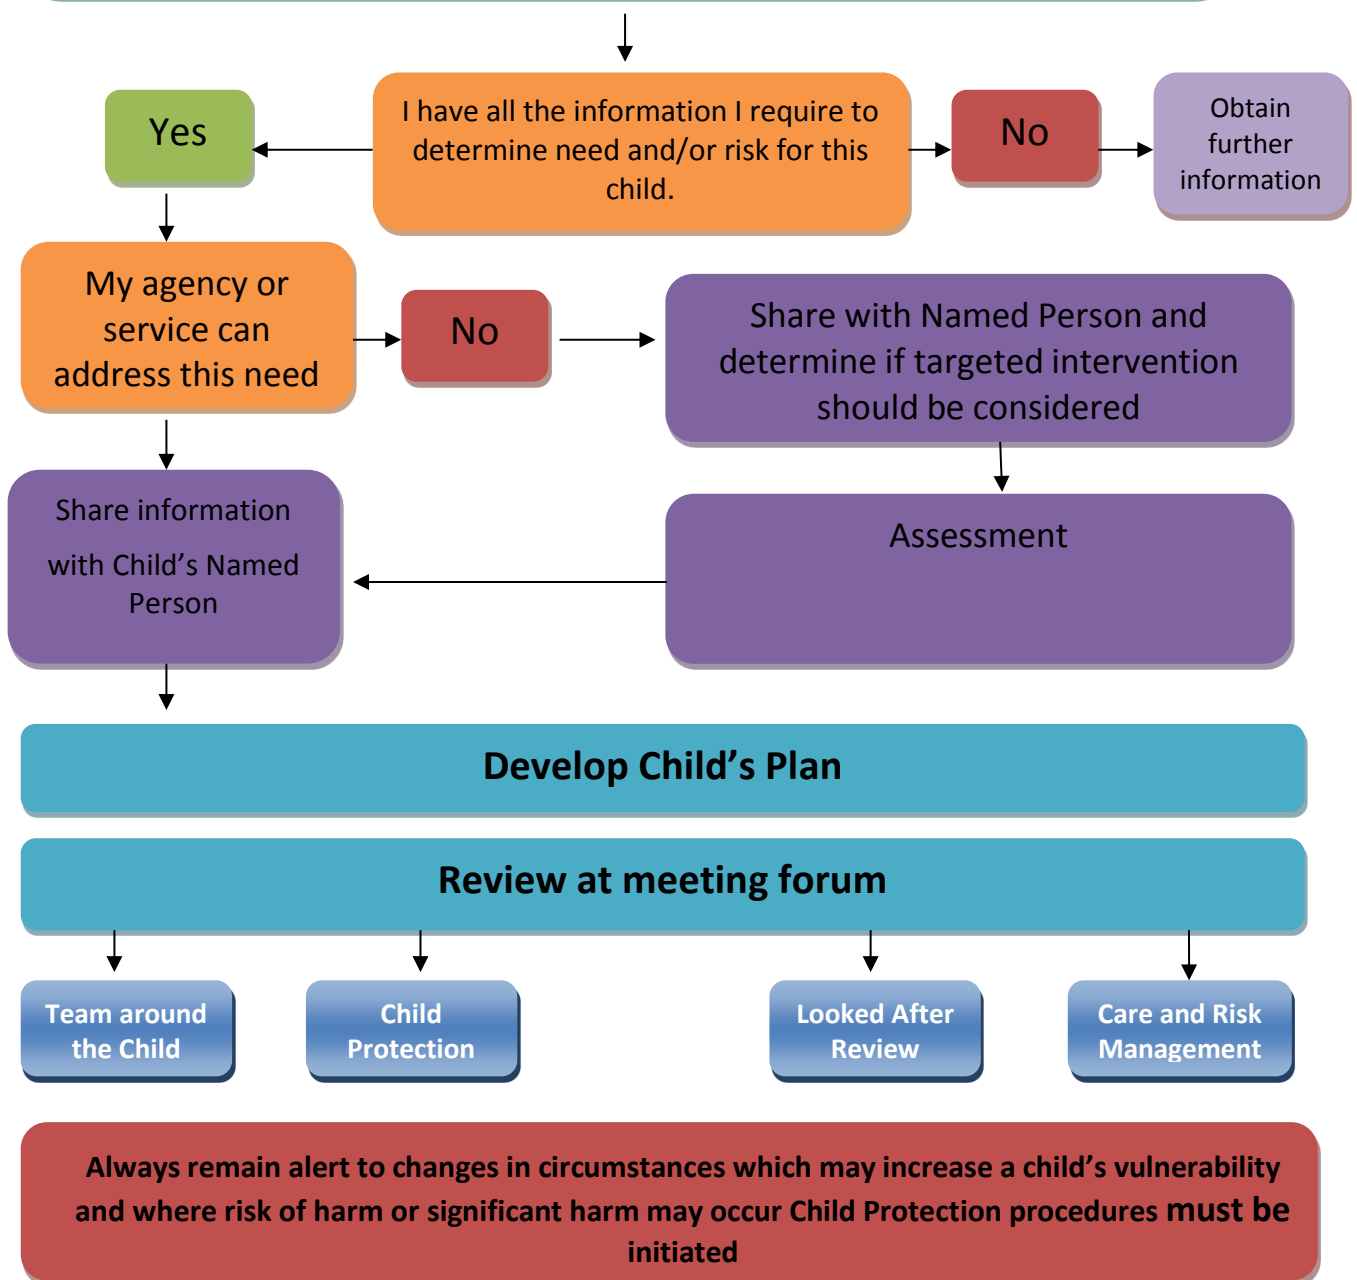 Yes
I have all the information I require to
determine need and/or risk for this
child.
No
Obtain
further
information
My agency or
service can
address this need
No
Share with Named Person and
determine if targeted intervention
should be considered
Share information
with Child’s Named
Person
Assessment
Develop Child’s Plan
Review at meeting forum
Team around
the Child
Child
Protection
Looked After
Review
Care and Risk
Management
Always remain alert to changes in circumstances which may increase a child’s vulnerability
and where risk of harm or significant harm may occur Child Protection procedures must be
initiated